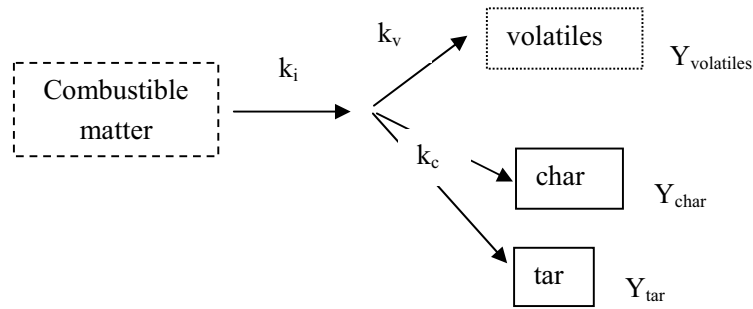 Combustible
matter
k_i
k_v
volatiles
Y_volatiles
k_c
char
Y_char
tar
Y_tar